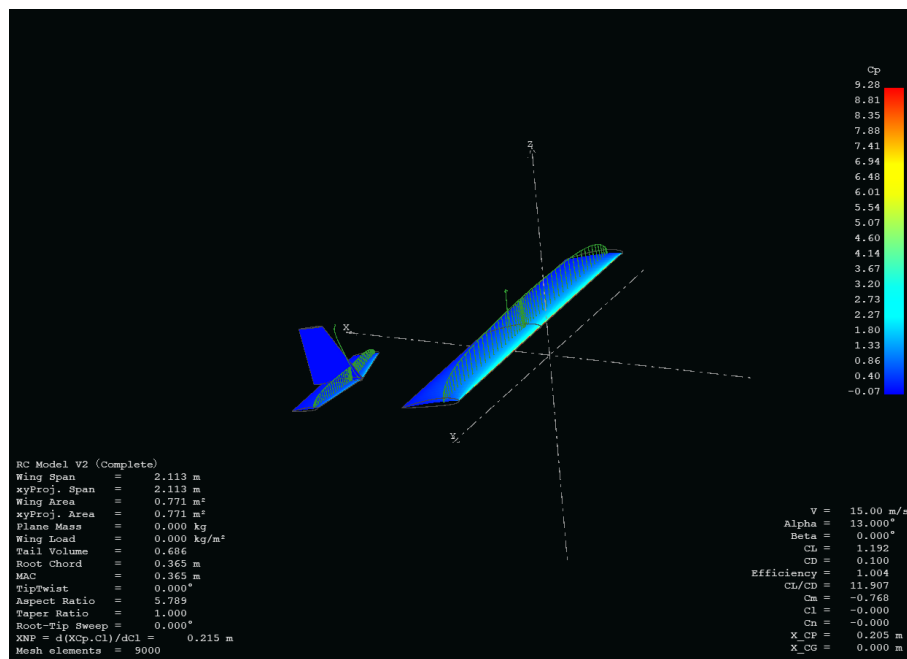 Cp
9.28
8.81
8.35
7.88
7.41
6.94
6.48
6.01
5.54
5.07
4.60
4.14
3.67
3.20
2.73
2.27
1.80
1.33
0.86
0.40
-0.07
Z
X
Y
RC Model V2 (Complete)
Wing Span = 2.113 m
xyProj. Span = 2.113 m
Wing Area = 0.771 m²
xyProj. Area = 0.771 m²
Plane Mass = 0.000 kg
Wing Load = 0.000 kg/m²
Tail Volume = 0.686
Root Chord = 0.365 m
MAC = 0.365 m
TipTwist = 0.000°
Aspect Ratio = 5.789
Taper Ratio = 1.000
Root-Tip Sweep = 0.000°
XNP = d(XCp.Cl)/dCl = 0.215 m
Mesh elements = 9000
V = 15.00 m/s
Alpha = 13.000°
Beta = 0.000°
CL = 1.192
CD = 0.100
Efficiency = 1.004
CL/CD = 11.907
Cm = -0.768
Cl = -0.000
Cn = -0.000
X_CP = 0.205 m
X_CG = 0.000 m